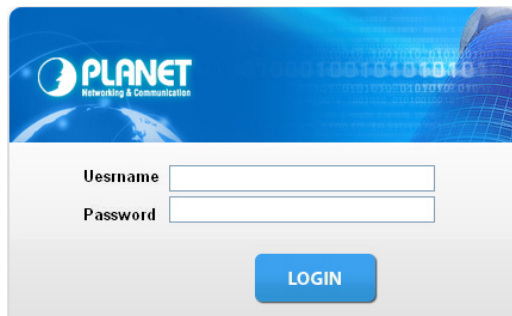 PLANET
Networking & Communication
Uesrname
Password
LOGIN